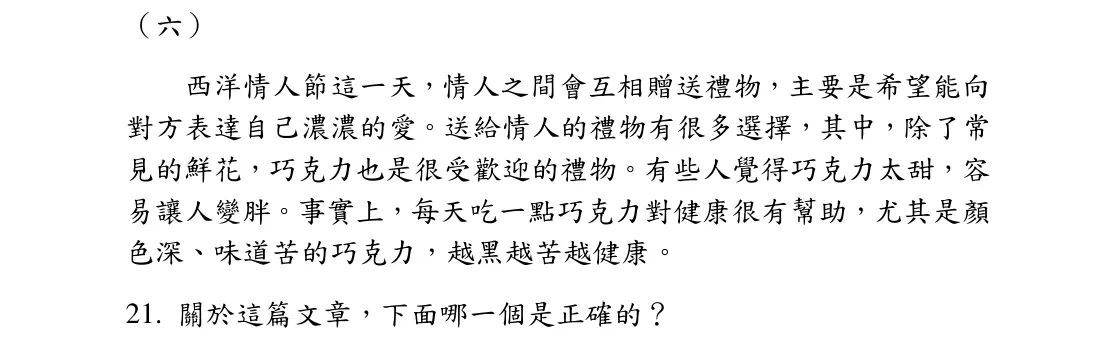 （六）
西洋情人節這一天，情人之間會互相贈送禮物，主要是希望能向
對方表達自己濃濃的愛。送給情人的禮物有很多選擇，其中，除了常
見的鮮花，巧克力也是很受歡迎的禮物。有些人覺得巧克力太甜，容
易讓人變胖。事實上，每天吃一點巧克力對健康很有幫助，尤其是顏
色深、味道苦的巧克力，越黑越苦越健康。
21. 關於這篇文章，下面哪一個是正確的？